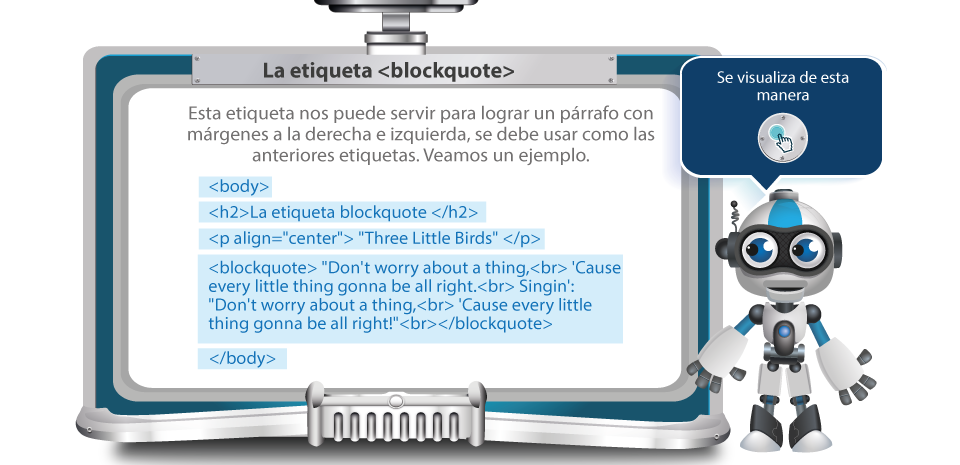 La etiqueta <blockquote>
Esta etiqueta nos puede servir para lograr un párrafo con
márgenes a la derecha e izquierda, se debe usar como las
anteriores etiquetas. Veamos un ejemplo.
<body>
<h2>La etiqueta blockquote </h2>
<p align="center"> "Three Little Birds" </p>
<blockquote> "Don't worry about a thing,<br> 'Cause
every little thing gonna be all right.<br> Singin':
"Don't worry about a thing,<br> 'Cause every little
thing gonna be all right!"<br></blockquote>
</body>
Se visualiza de esta
manera